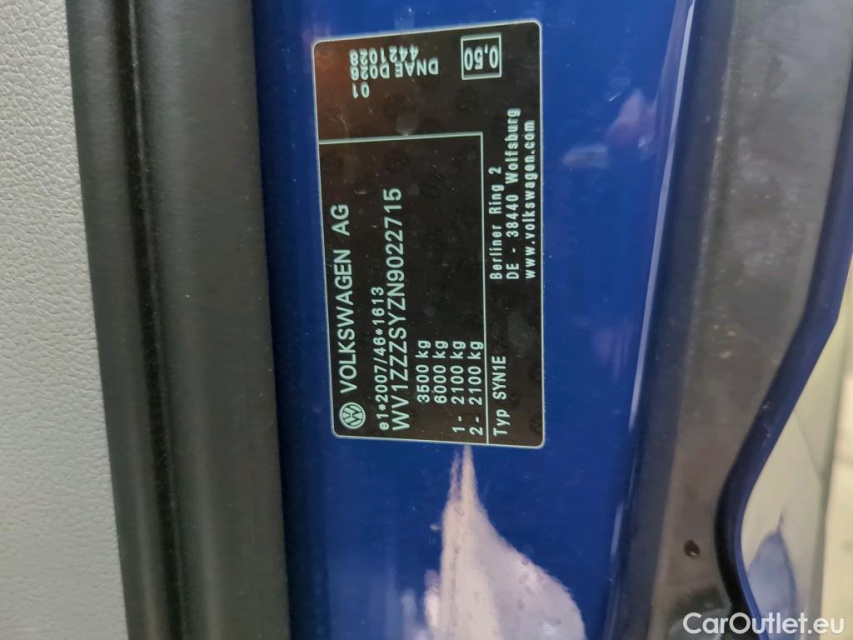 VOLKSWAGEN AG
e1*2007/46*1613
WV1ZZZSYZN9022715
3500 kg
6000 kg
1- 2100 kg
2- 2100 kg
Typ SYN1E
Berliner Ring 2
DE - 38440 Wolfsburg
www.volkswagen.com
01
4421028
DNAE D026
0,50
CarOutlet.eu